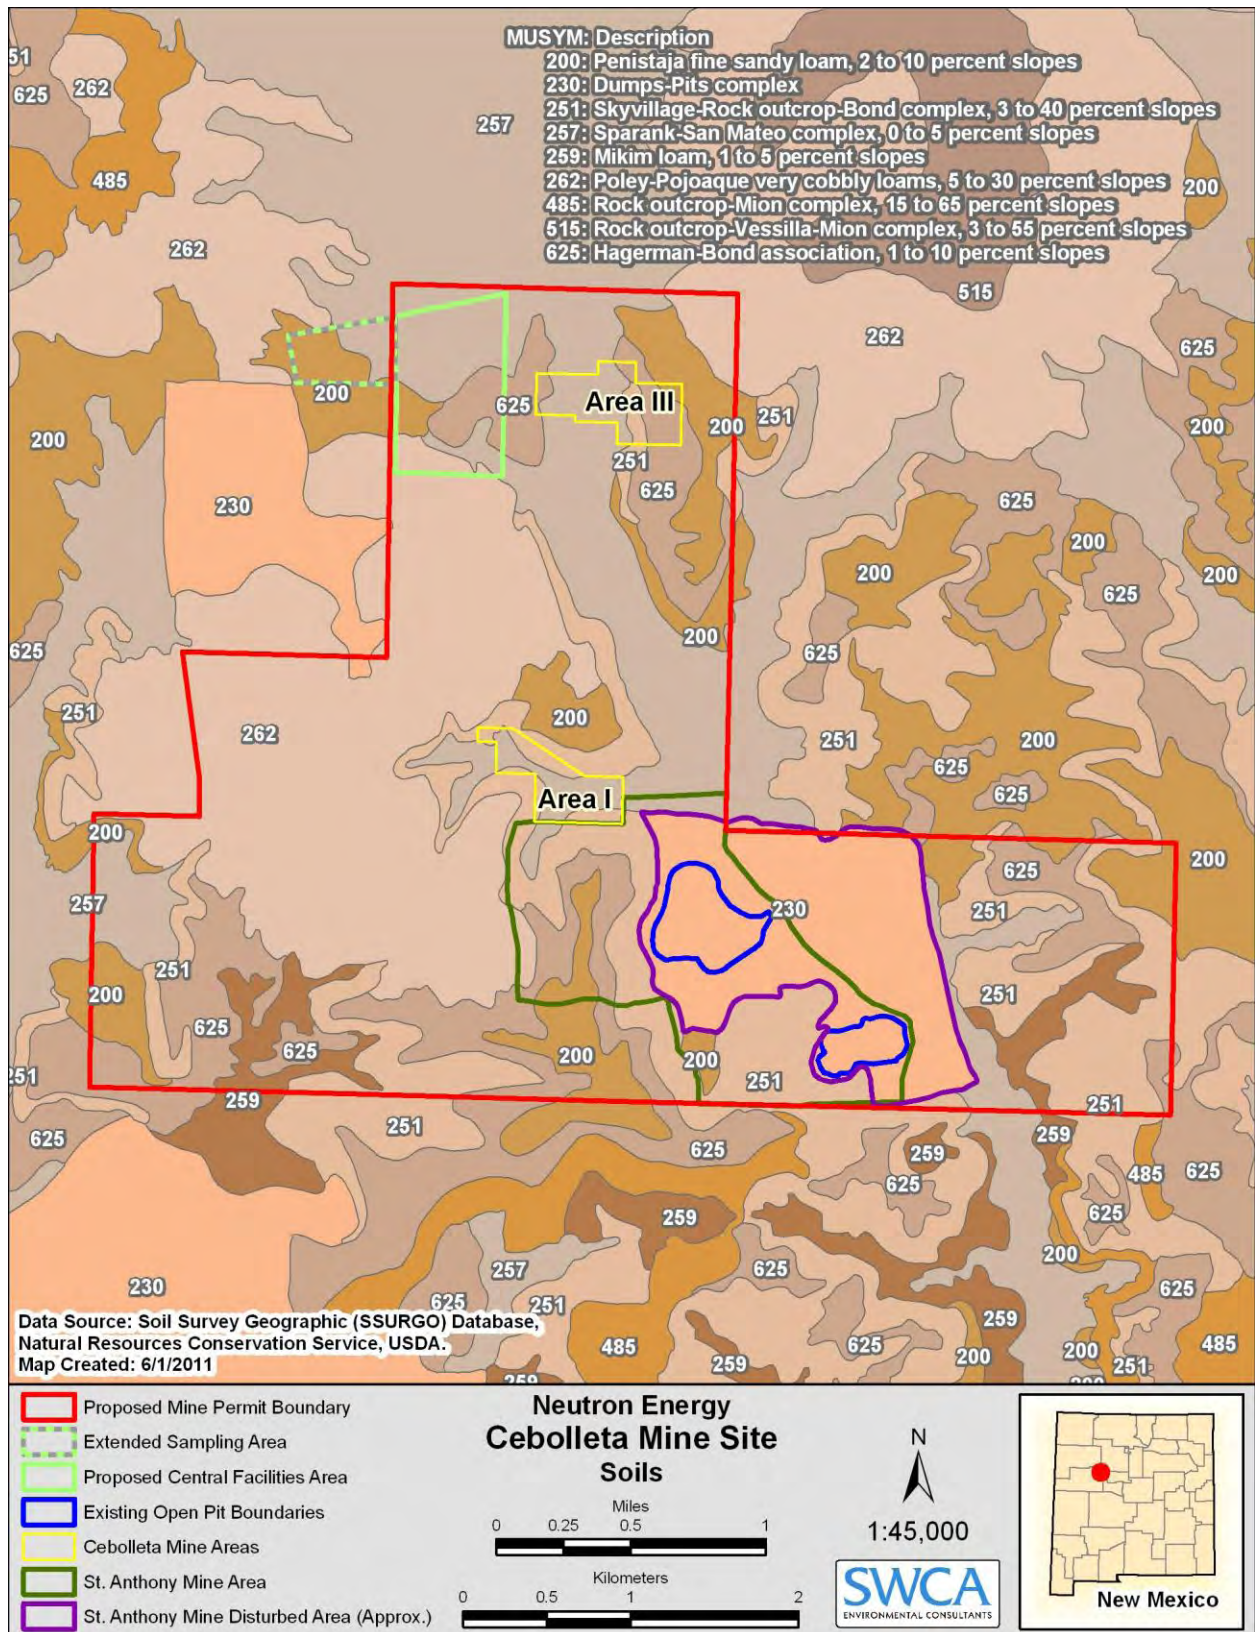 MUSYM: Description
200: Penistaja fine sandy loam, 2 to 10 percent slopes
230: Dumps-Pits complex
251: Skyvillage-Rock outcrop-Bond complex, 3 to 40 percent slopes
257: Sparank-San Mateo complex, 0 to 5 percent slopes
259: Mikim loam, 1 to 5 percent slopes
262: Poley-Pojoaque very cobbly loams, 5 to 30 percent slopes
485: Rock outcrop-Mion complex, 15 to 65 percent slopes
515: Rock outcrop-Vessilla-Mion complex, 3 to 55 percent slopes
625: Hagerman-Bond association, 1 to 10 percent slopes
51
262
625
257
485
200
262
515
262
625
200
625
Area III
200
251
200
200
251
625
230
625
200
200
625
200
625
200
625
251
262
200
251
200
625
625
Area I
200
257
230
625
200
251
251
200
625
625
251
200
200
251
251
259
251
251
259
625
625
259
625
485
625
259
625
200
257
625
625
230
625
251
259
Data Source: Soil Survey Geographic (SSURGO) Database,
Natural Resources Conservation Service, USDA.
Map Created: 6/1/2011
485
259
625
200
200
251
485
259
Proposed Mine Permit Boundary
Extended Sampling Area
Proposed Central Facilities Area
Existing Open Pit Boundaries
Cebolleta Mine Areas
St. Anthony Mine Area
St. Anthony Mine Disturbed Area (Approx.)
Neutron Energy
Cebolleta Mine Site
Soils
Miles
0 0.25 0.5 1
Kilometers
0 0.5 1 2
N
1:45,000
SWCA
ENVIRONMENTAL CONSULTANTS
New Mexico